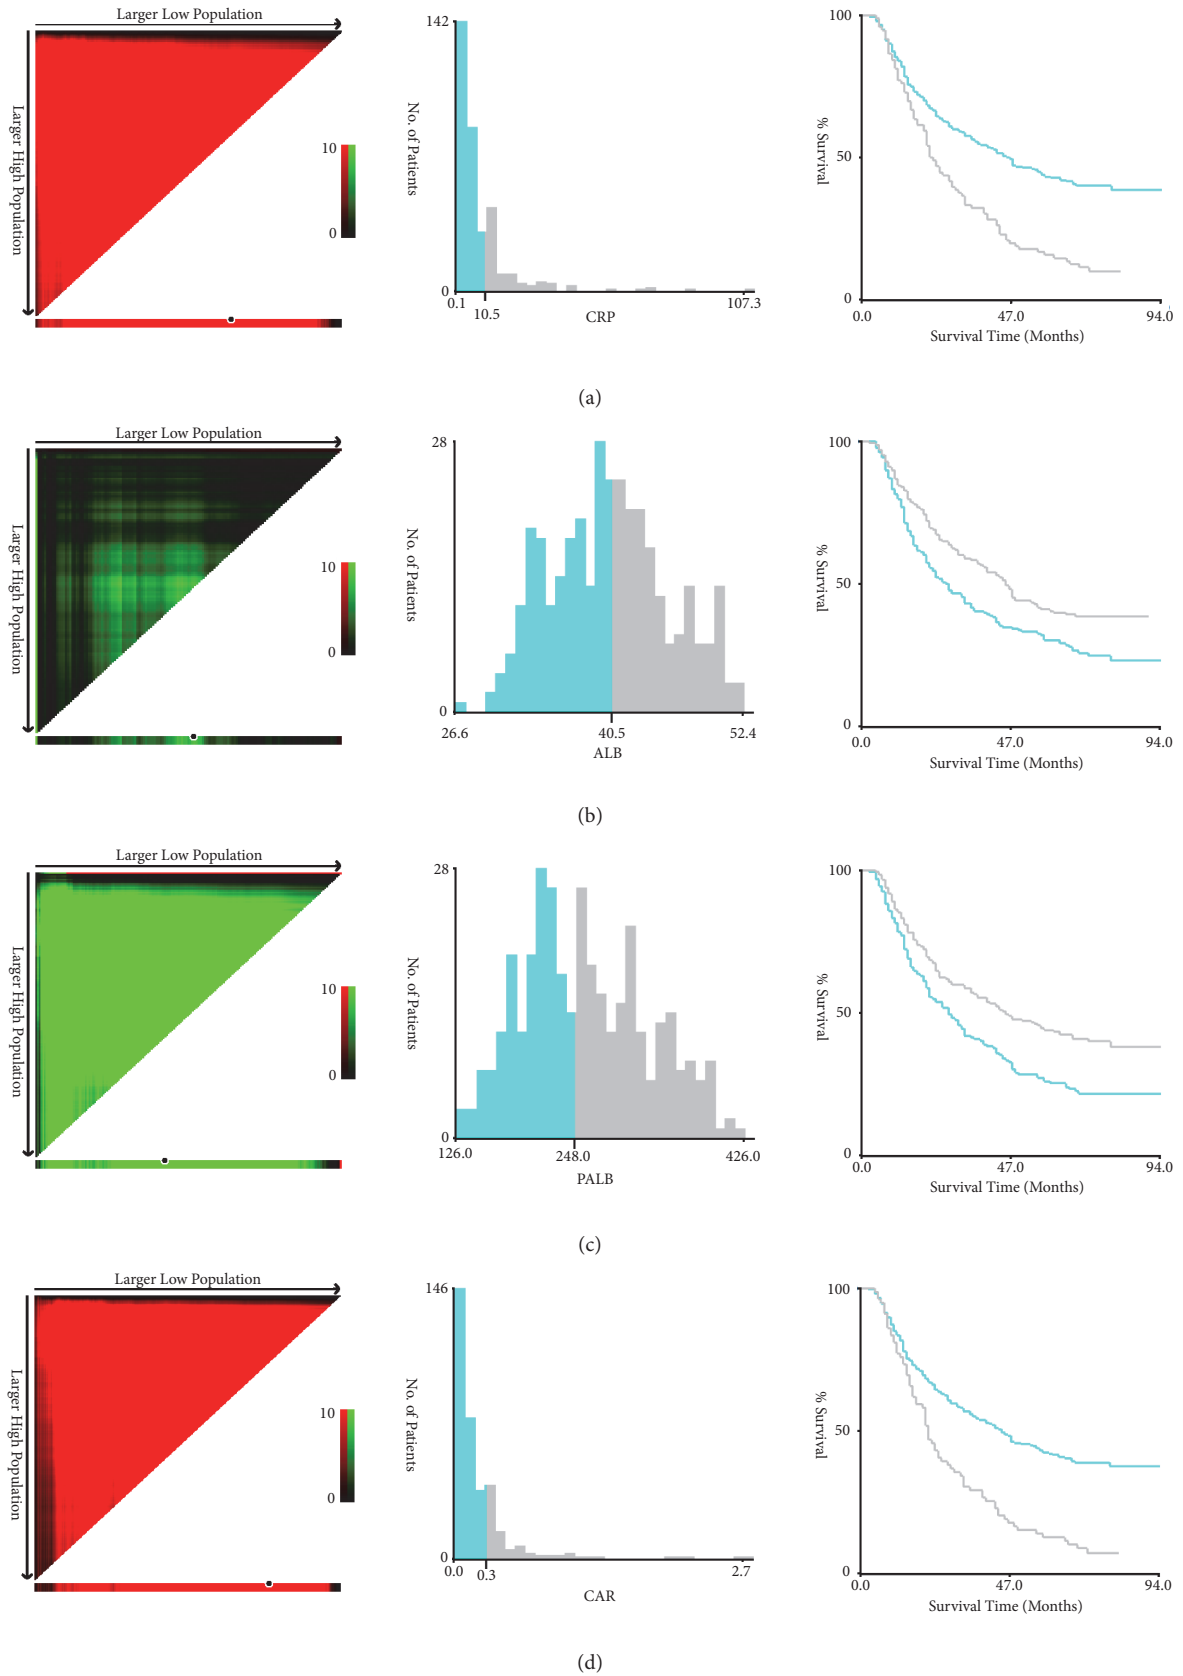 Larger Low Population
Larger High Population
10
0
142
No. of Patients
0
0.1
10.5
107.3
CRP
100
% Survival
50
0
0.0
47.0
94.0
Survival Time (Months)
(a)
Larger Low Population
Larger High Population
10
0
28
No. of Patients
0
26.6
40.5
52.4
ALB
100
% Survival
50
0
0.0
47.0
94.0
Survival Time (Months)
(b)
Larger Low Population
Larger High Population
10
0
28
No. of Patients
0
126.0
248.0
426.0
PALB
100
% Survival
50
0
0.0
47.0
94.0
Survival Time (Months)
(c)
Larger Low Population
Larger High Population
10
0
146
No. of Patients
0
0.0
0.3
2.7
CAR
100
% Survival
50
0
0.0
47.0
94.0
Survival Time (Months)
(d)